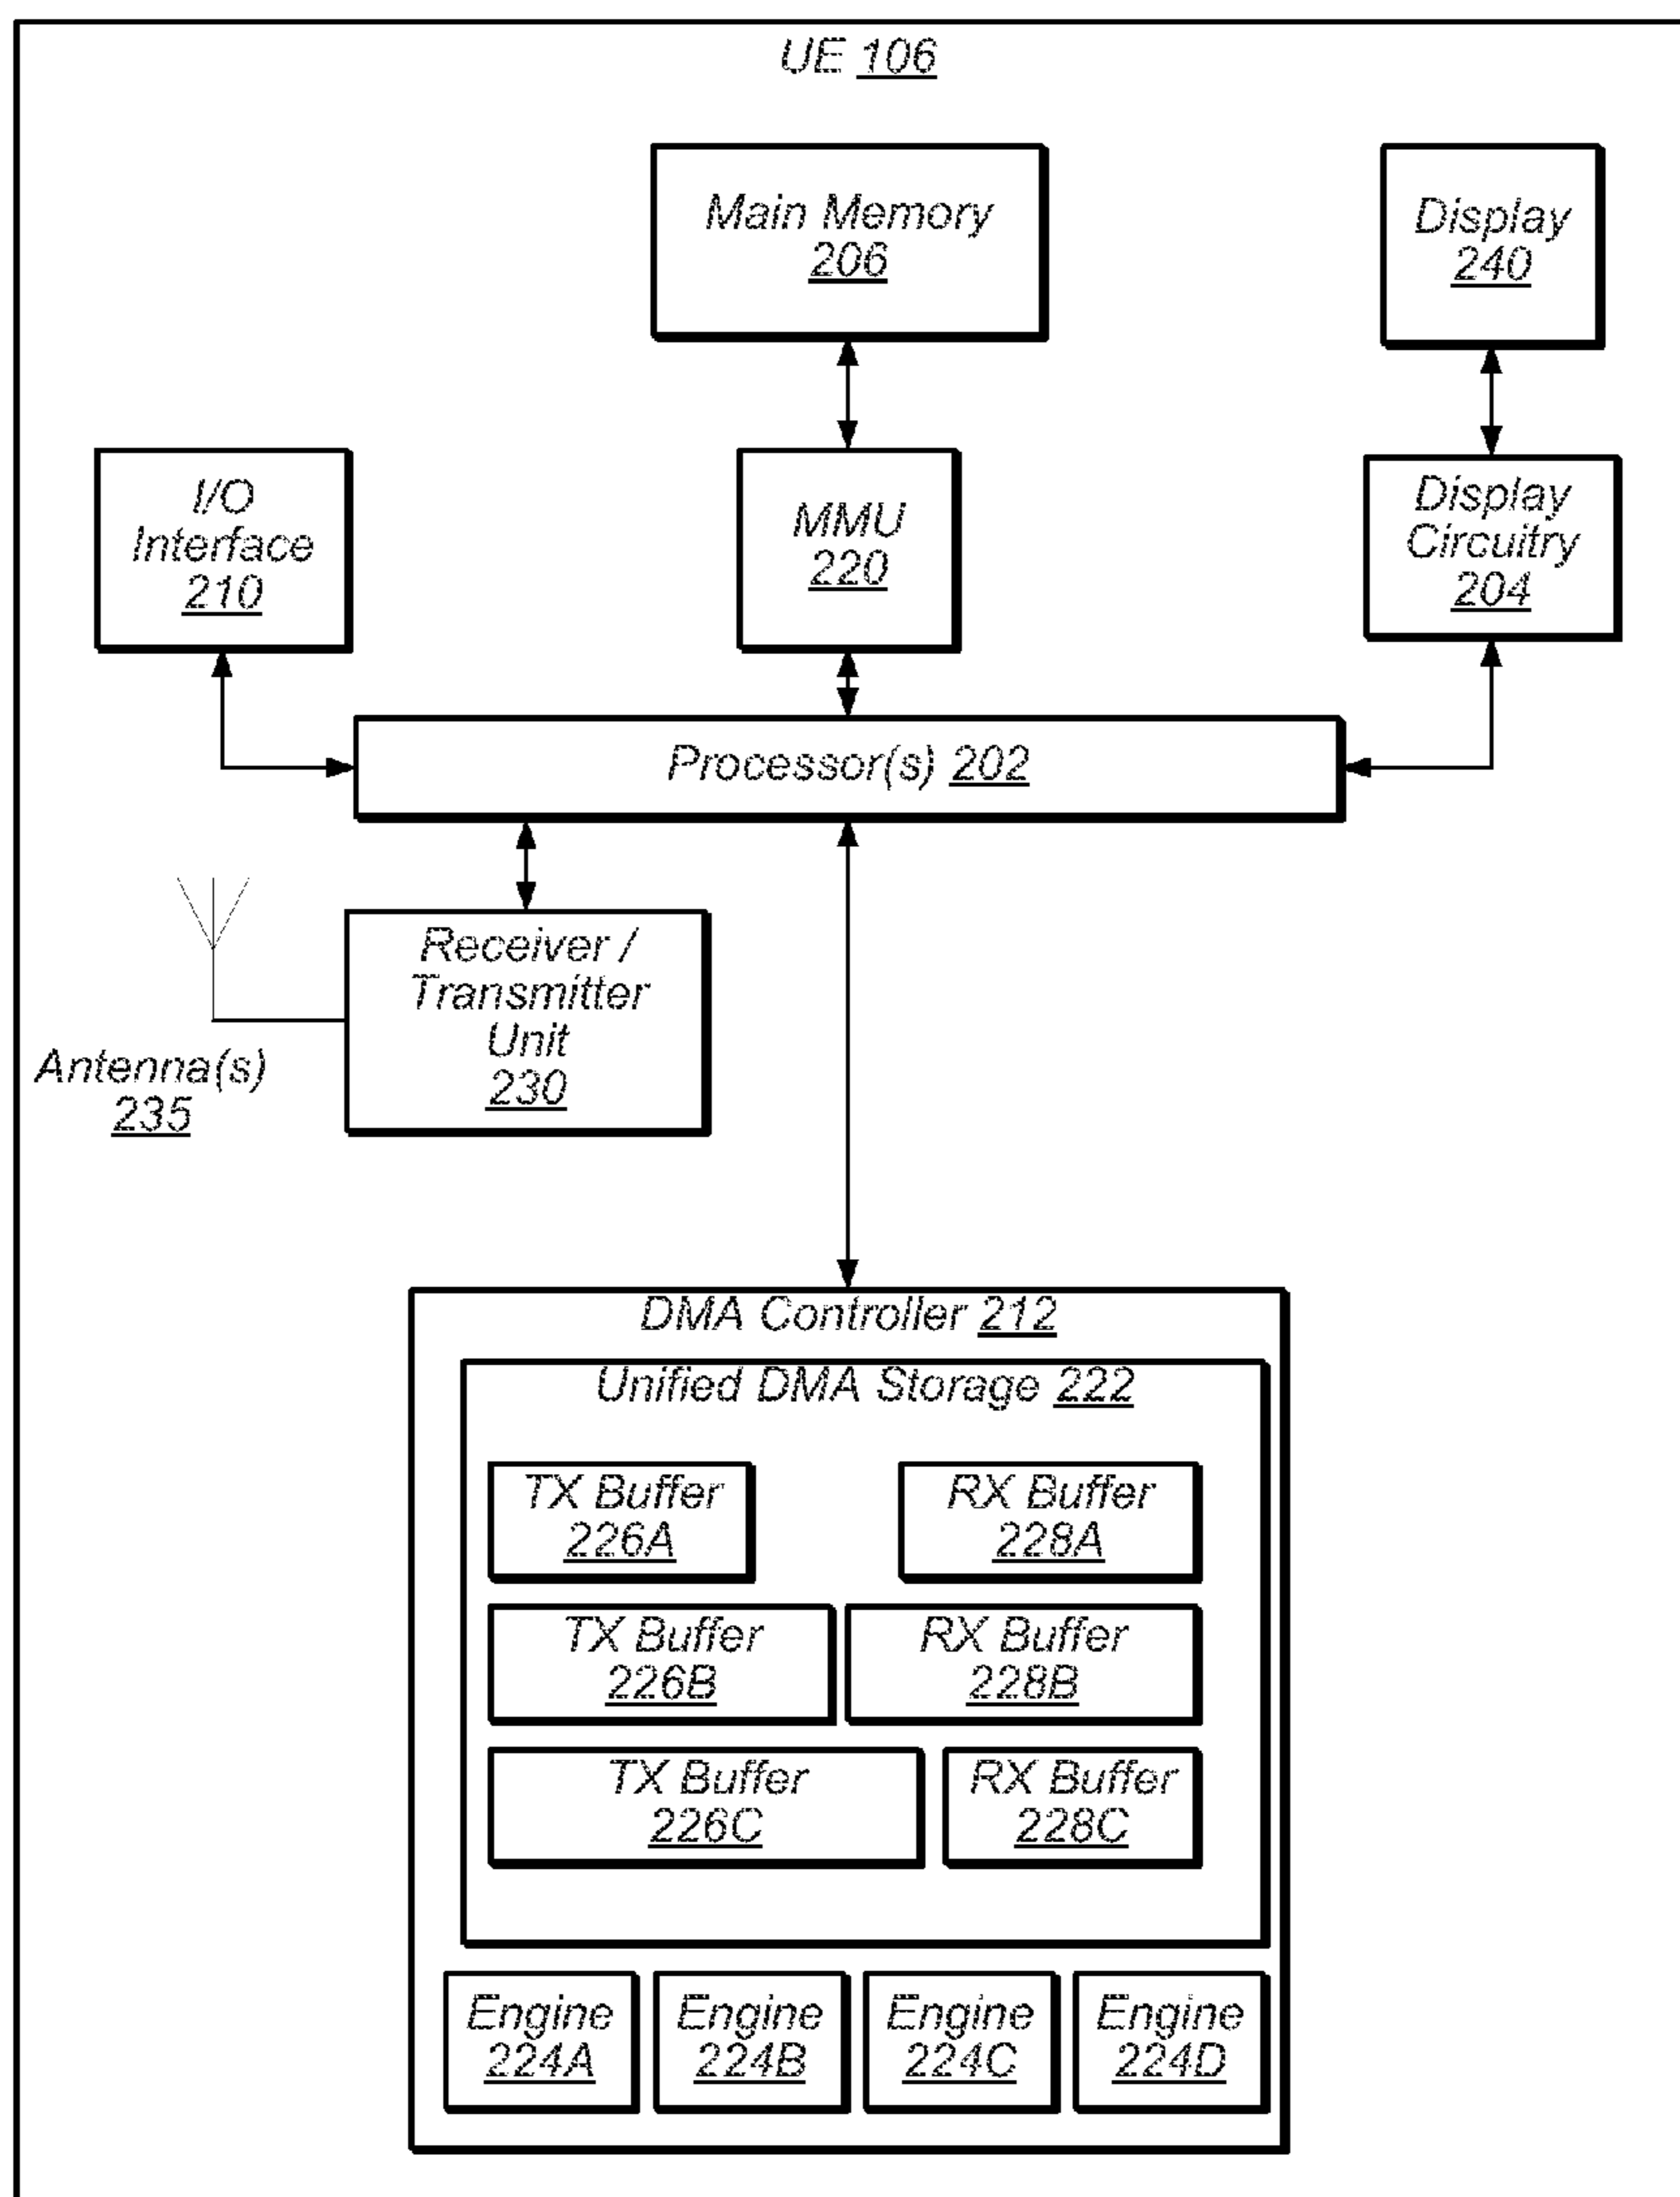 UE 106
Main Memory
206
Display
240
I/O
Interface
210
MMU
220
Display
Circuitry
204
Processor(s) 202
Receiver /
Transmitter
Unit
230
Antenna(s)
235
DMA Controller 212
Unified DMA Storage 222
TX Buffer
226A
RX Buffer
228A
TX Buffer
226B
RX Buffer
228B
TX Buffer
226C
RX Buffer
228C
Engine
224A
Engine
224B
Engine
224C
Engine
224D